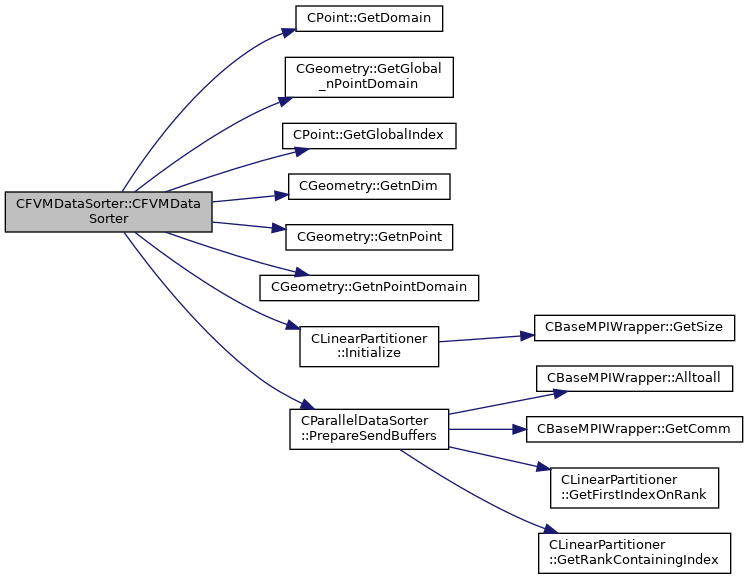 CPoint::GetDomain
CGeometry::GetGlobal
_nPointDomain
CPoint::GetGlobalIndex
CGeometry::GetnDim
CFVMDataSorter::CFVMData
Sorter
CGeometry::GetnPoint
CGeometry::GetnPointDomain
CLinearPartitioner
::Initialize
CBaseMPIWrapper::GetSize
CParallelDataSorter
::PrepareSendBuffers
CBaseMPIWrapper::Alltoall
CBaseMPIWrapper::GetComm
CLinearPartitioner
::GetFirstIndexOnRank
CLinearPartitioner
::GetRankContainingIndex